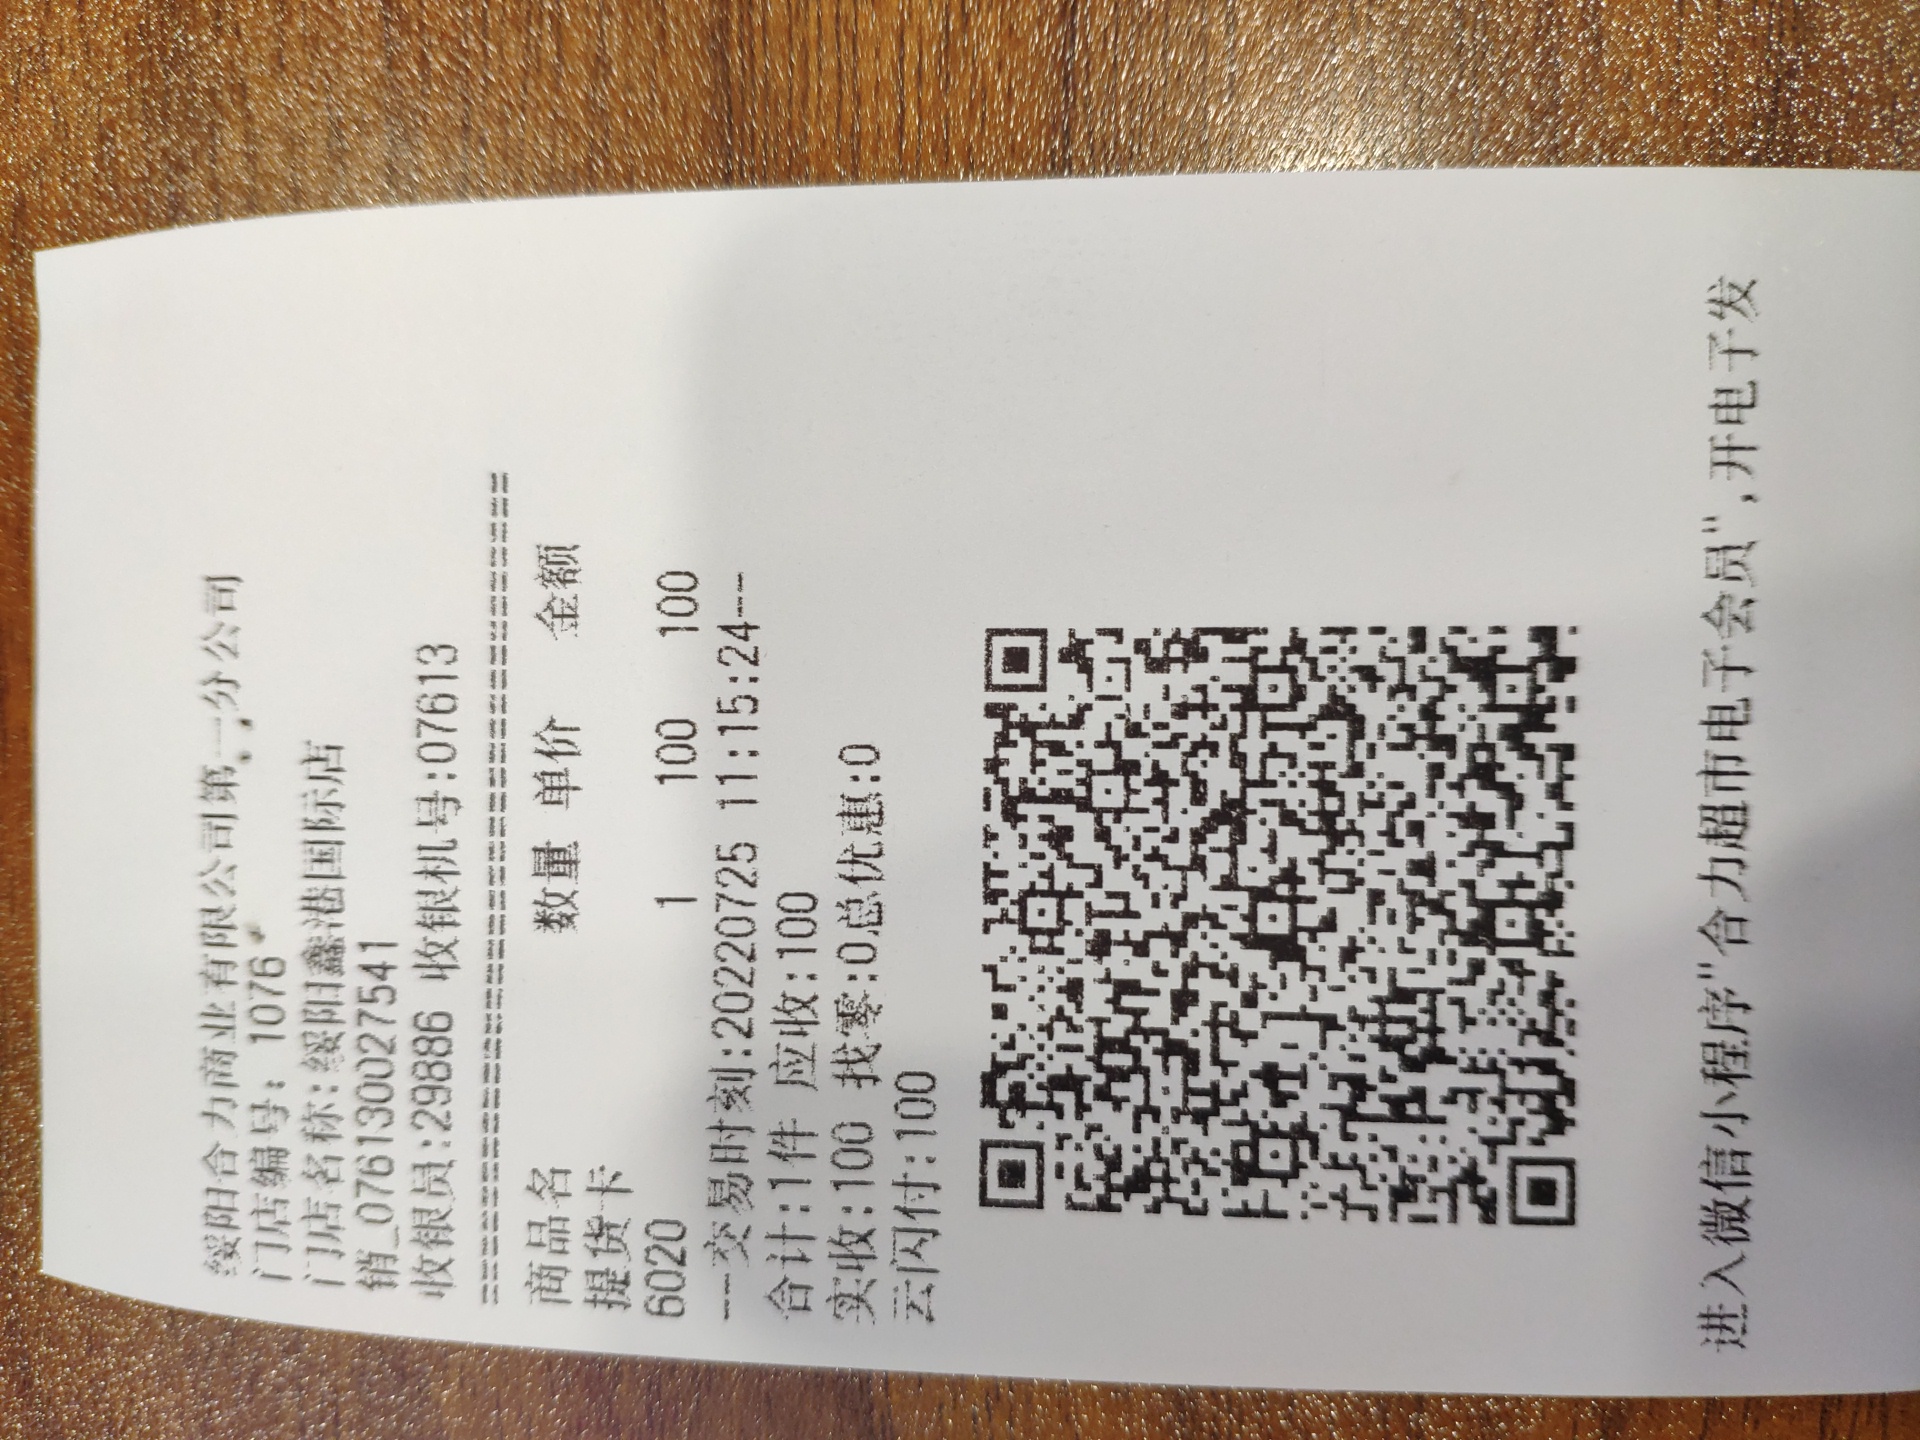 绥阳合力商业有限公司第一分公司
门店编号: 1076
门店名称:绥阳鑫港国际店
销_0761300275​41
收银员:29886 收银机号:07613
商品名 数量 单价 金额
提货卡
6020 1 100 100
---交易时刻:20220725 11:15:24---
合计:1件 应收:100
实收:100 找零:0总优惠:0
云闪付:100
进入微信小程序"合力超市电子会员",开电子发